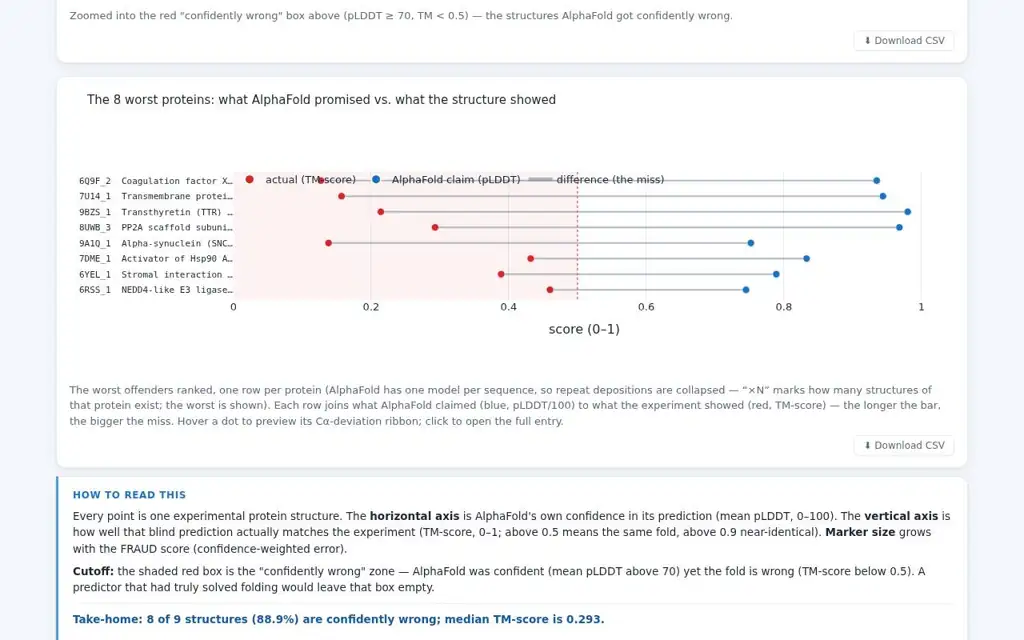 Zoomed into the red "confidently wrong" box above (pLDDT ≥ 70, TM < 0.5) — the structures AlphaFold got confidently wrong.
⬇ Download CSV
The 8 worst proteins: what AlphaFold promised vs. what the structure showed
actual (TM-score) AlphaFold claim (pLDDT) difference (the miss)
6Q9F_2 Coagulation factor X…
7U14_1 Transmembrane protei…
9BZS_1 Transthyretin (TTR) …
8UWB_3 PP2A scaffold subuni…
9A1Q_1 Alpha-synuclein (SNC…
7DME_1 Activator of Hsp90 A…
6YEL_1 Stromal interaction …
6RSS_1 NEDD4-like E3 ligase…
0 0.2 0.4 0.6 0.8 1
score (0–1)
The worst offenders ranked, one row per protein (AlphaFold has one model per sequence, so repeat depositions are collapsed — “×N” marks how many structures of
that protein exist; the worst is shown). Each row joins what AlphaFold claimed (blue, pLDDT/100) to what the experiment showed (red, TM-score) — the longer the bar,
the bigger the miss. Hover a dot to preview its Cα-deviation ribbon; click to open the full entry.
⬇ Download CSV
HOW TO READ THIS
Every point is one experimental protein structure. The horizontal axis is AlphaFold's own confidence in its prediction (mean pLDDT, 0–100). The vertical axis is
how well that blind prediction actually matches the experiment (TM-score, 0–1; above 0.5 means the same fold, above 0.9 near-identical). Marker size grows
with the FRAUD score (confidence-weighted error).
Cutoff: the shaded red box is the "confidently wrong" zone — AlphaFold was confident (mean pLDDT above 70) yet the fold is wrong (TM-score below 0.5). A
predictor that had truly solved folding would leave that box empty.
Take-home: 8 of 9 structures (88.9%) are confidently wrong; median TM-score is 0.293.